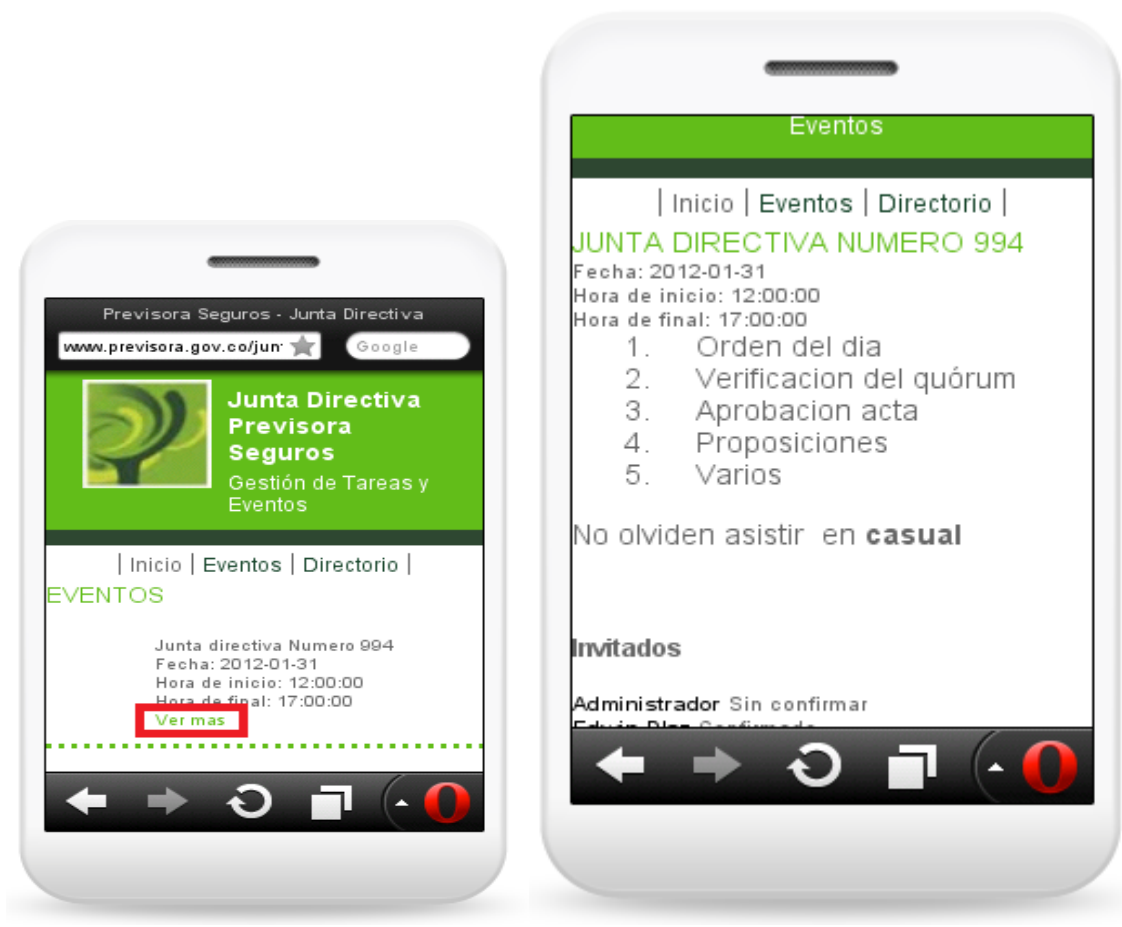 Previsora Seguros - Junta Directiva
www.previsora.gov.co/jun
Google
Junta Directiva
Previsora
Seguros
Gestión de Tareas y
Eventos
| Inicio | Eventos | Directorio |
EVENTOS
Junta directiva Numero 994
Fecha: 2012-01-31
Hora de inicio: 12:00:00
Hora de final: 17:00:00
Ver mas
Eventos
| Inicio | Eventos | Directorio |
JUNTA DIRECTIVA NUMERO 994
Fecha: 2012-01-31
Hora de inicio: 12:00:00
Hora de final: 17:00:00
1. Orden del dia
2. Verificacion del quórum
3. Aprobacion acta
4. Proposiciones
5. Varios
No olviden asistir en casual
Invitados
Administrador Sin confirmar